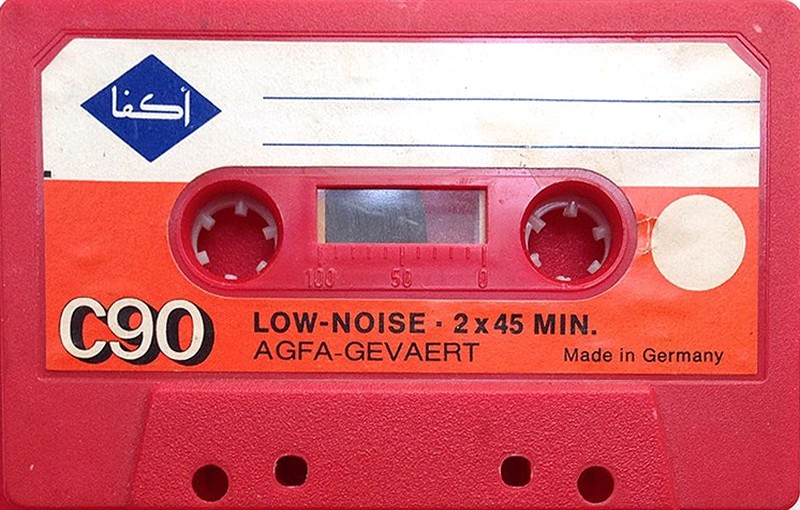 أكفا
100 50 0
C90
LOW-NOISE · 2 x 45 MIN.
AGFA-GEVAERT
Made in Germany